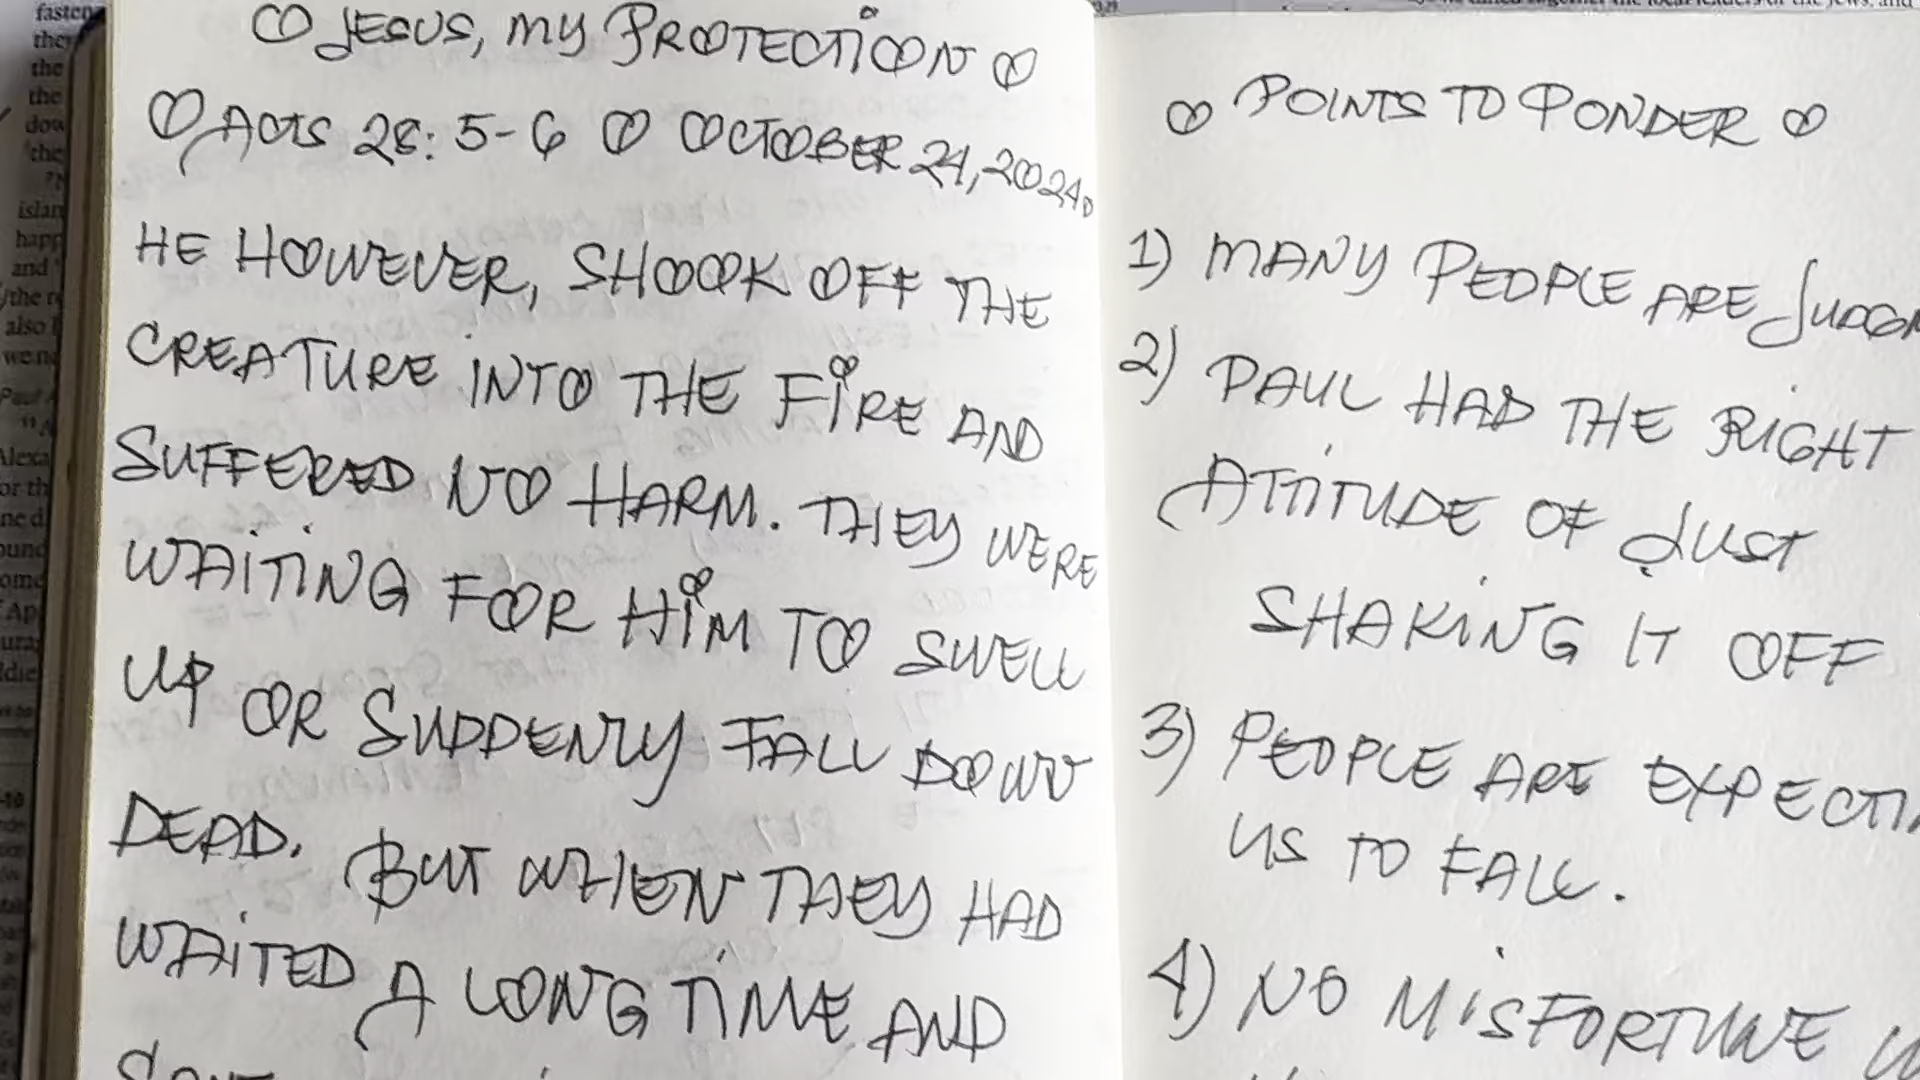 JESUS, MY PROTECTION
ACTS 28: 5-6 OCTOBER 24, 2024
HE HOWEVER, SHOOK OFF THE
CREATURE INTO THE FIRE AND
SUFFERED NO HARM. THEY WERE
WAITING FOR HIM TO SWELL
UP OR SUDDENLY FALL DOWN
DEAD. BUT WHEN THEY HAD
WAITED A LONG TIME AND
POINTS TO PONDER
1) MANY PEOPLE ARE
2) PAUL HAD THE RIGHT
ATTITUDE OF JUST
SHAKING IT OFF
3) PEOPLE ARE EXPECTI
US TO FALL.
4) NO MISFORTUNE